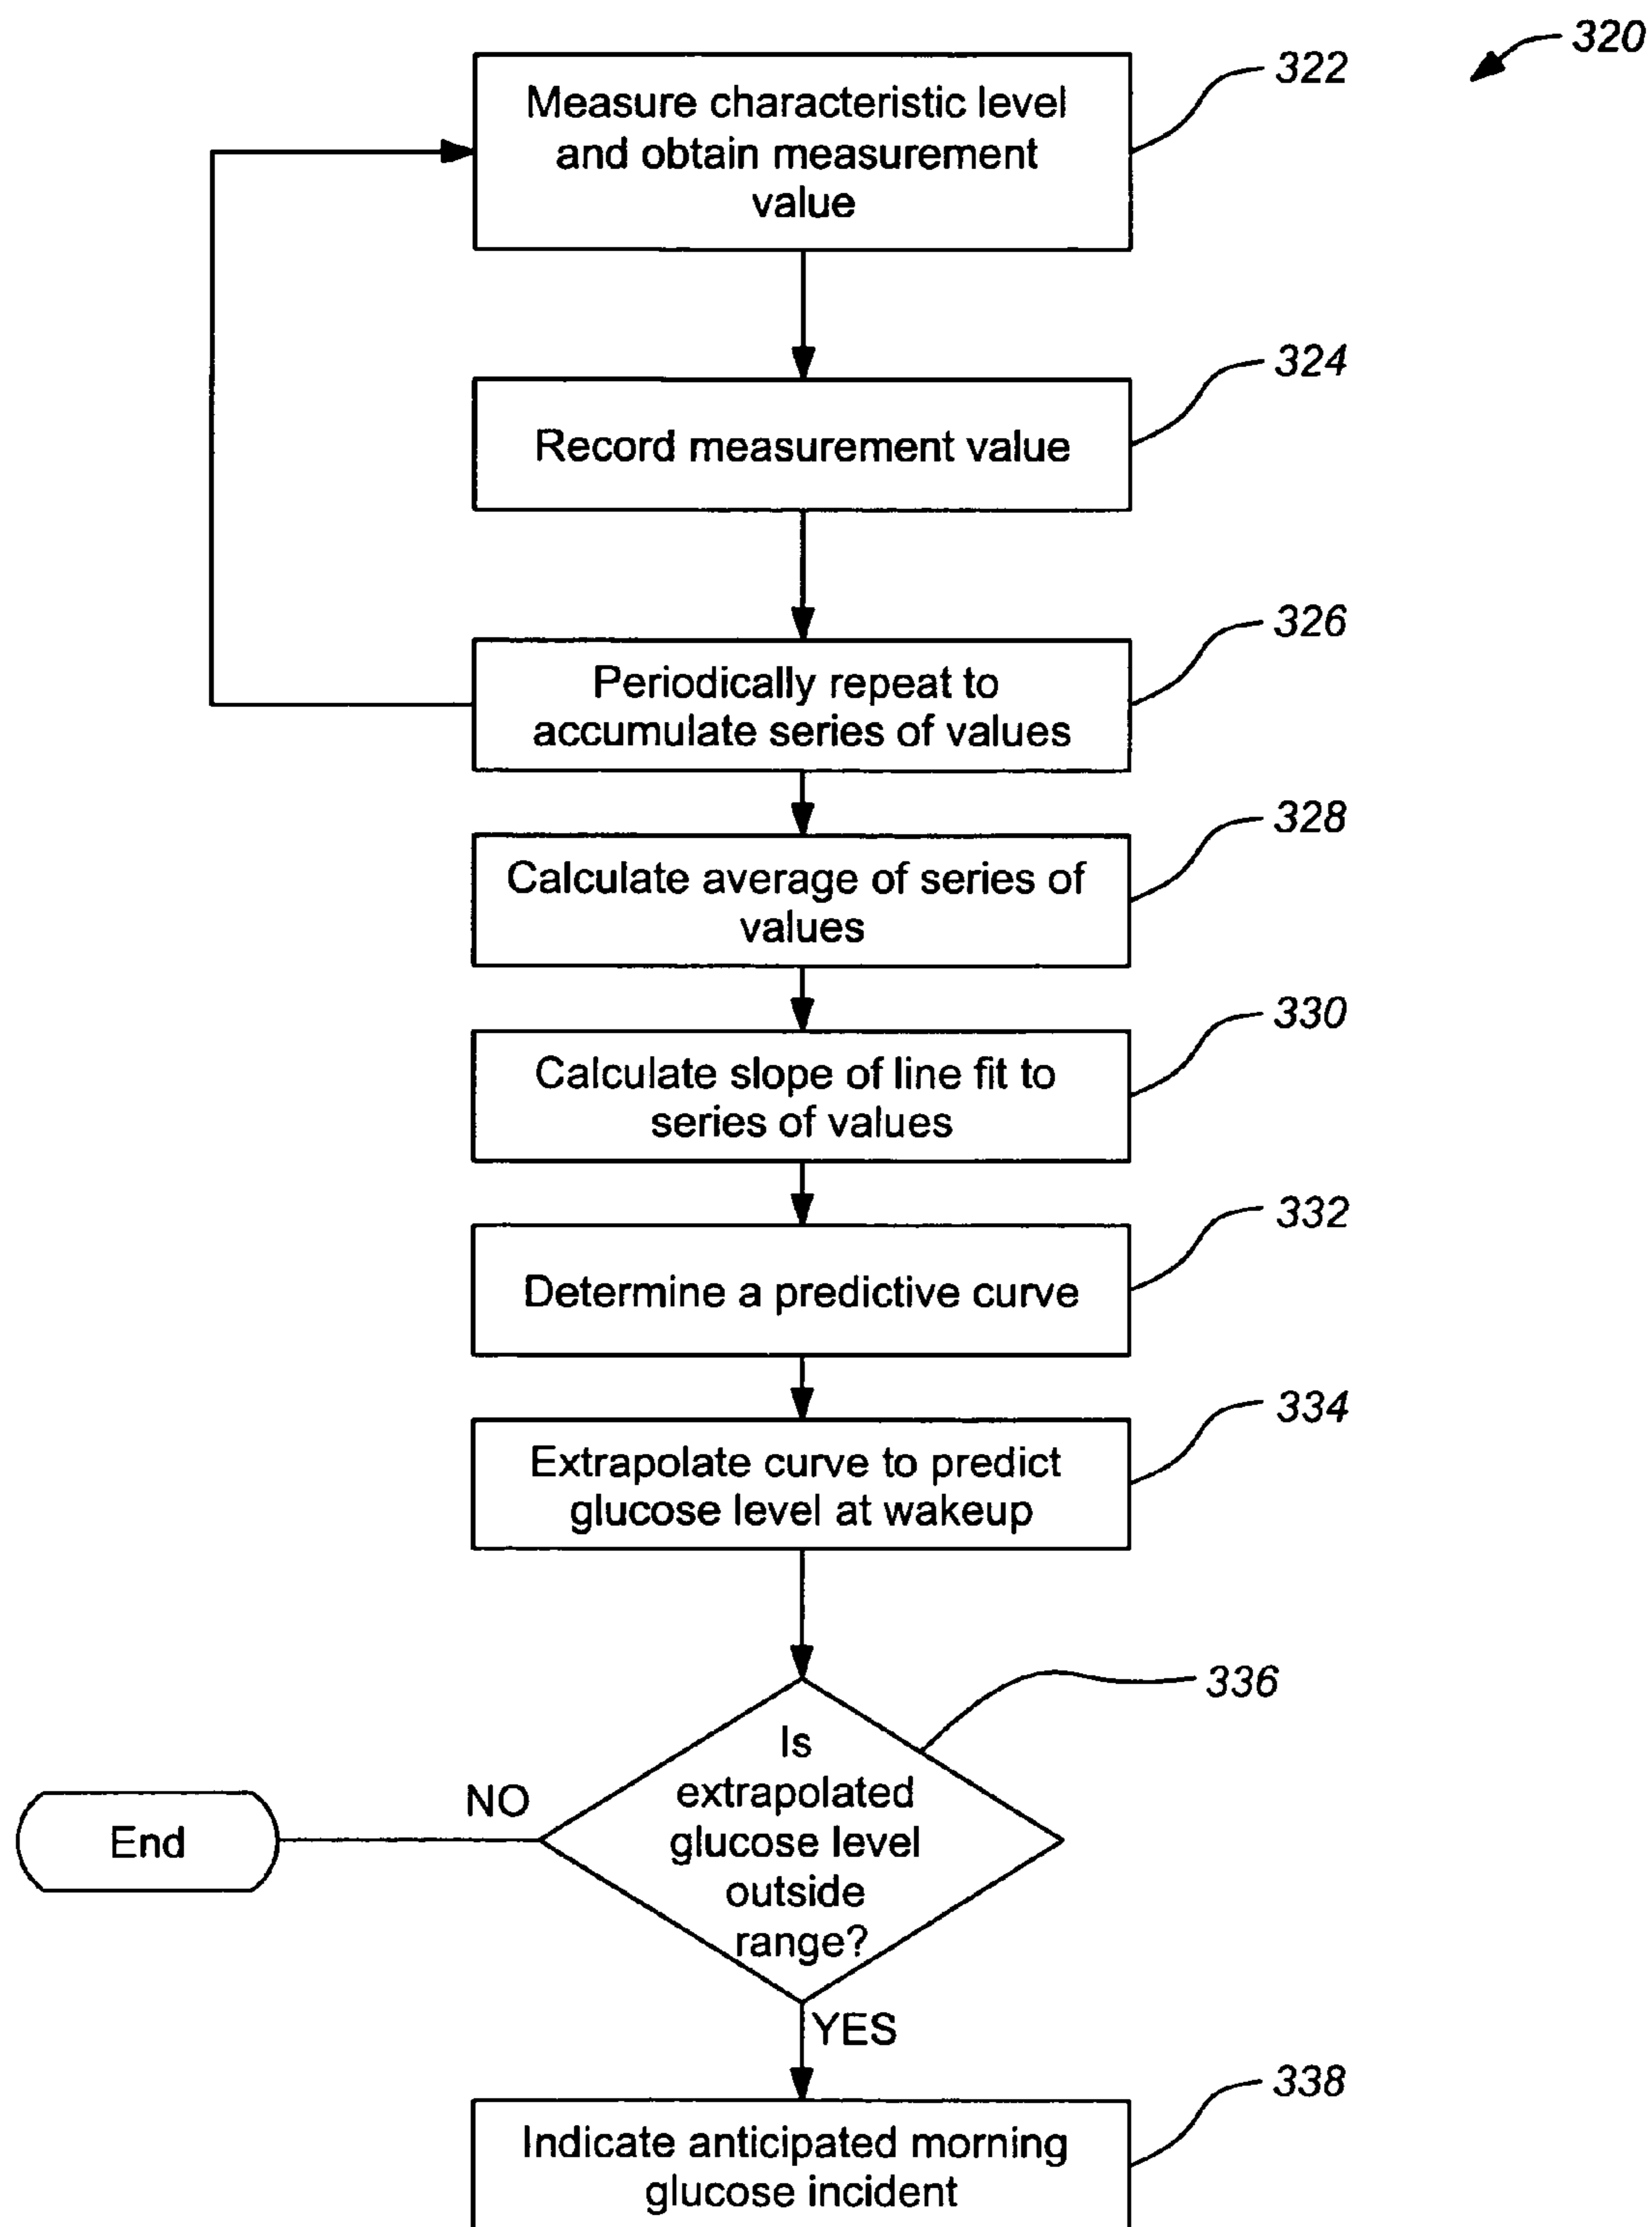 320
322
Measure characteristic level
and obtain measurement
value
324
Record measurement value
326
Periodically repeat to
accumulate series of values
328
Calculate average of series of
values
330
Calculate slope of line fit to
series of values
332
Determine a predictive curve
334
Extrapolate curve to predict
glucose level at wakeup
336
Is
extrapolated
glucose level
outside
range?
NO
End
YES
338
Indicate anticipated morning
glucose incident